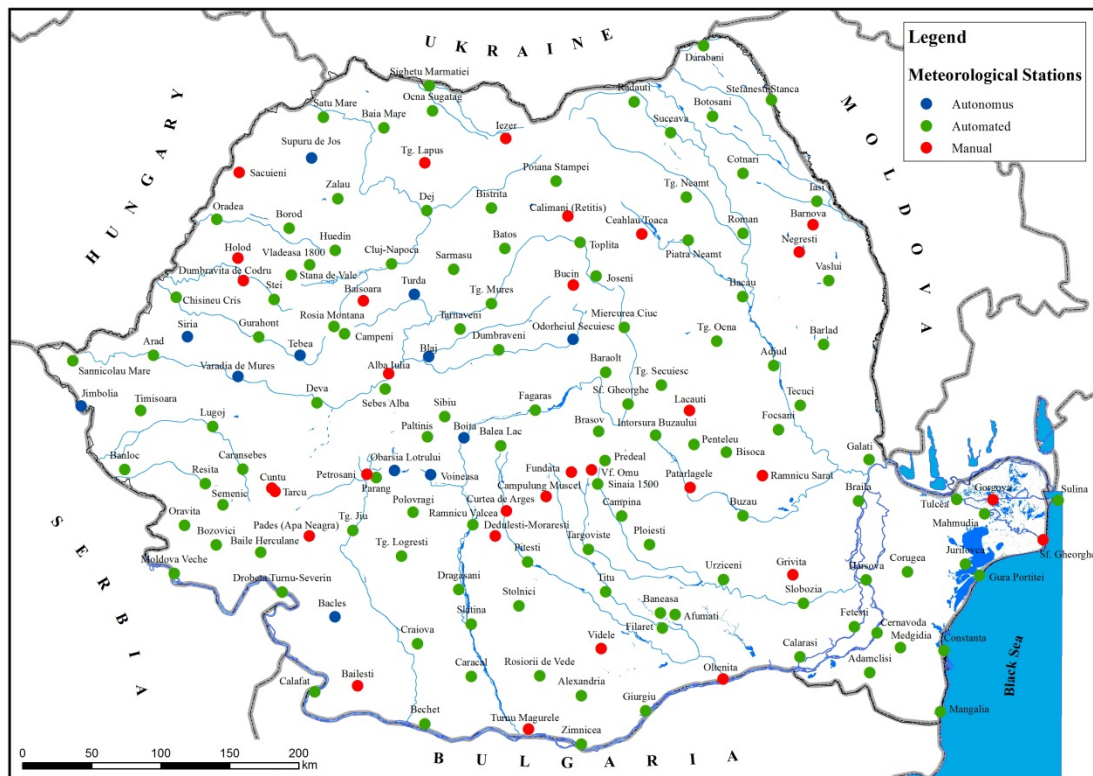 UKRAINE
HUNGARY
MOLDOVA
SERBIA
BULGARIA
Black Sea
Legend
Meteorological Stations
Autonomus
Automated
Manual
Darabani
Sighetu Marmatiei
Ocna Sugatag
Radauti
Botosani
Stefanesti Stanca
Satu Mare
Baia Mare
Iezer
Suceava
Supuru de Jos
Tg. Lapus
Sacuieni
Poiana Stampei
Cotnari
Zalau
Dej
Bistrita
Tg. Neamt
Iasi
Oradea
Borod
Calimani (Retitis)
Ceahlau Toaca
Roman
Barnova
Huedin
Batos
Negresti
Holod
Vladeasa 1800
Cluj-Napoca
Toplita
Piatra Neamt
Dumbravita de Codru
Stana de Vale
Sarmasu
Bucin
Joseni
Vaslui
Chisineu Cris
Stei
Baisoara
Turda
Tg. Mures
Bacau
Siria
Gurahont
Rosia Montana
Campeni
Tarnaveni
Odorheiul Secuiesc
Miercurea Ciuc
Tg. Ocna
Barlad
Sannicolau Mare
Arad
Tebea
Blaj
Dumbraveni
Adjud
Varadia de Mures
Alba Iulia
Baraolt
Jimbolia
Timisoara
Deva
Sebes Alba
Tg. Secuiesc
Sf. Gheorghe
Tecuci
Lugoj
Sibiu
Fagaras
Lacauti
Paltinis
Boita
Balea Lac
Brasov
Intorsura Buzaului
Focsani
Banloc
Caransebes
Penteleu
Bisoca
Galati
Resita
Cuntu
Tarcu
Petrosani
Parang
Obarsia Lotrului
Voineasa
Fundata
Predeal
Vf. Omu
Sinaia 1500
Patarlagele
Ramnicu Sarat
Semenic
Campulung Muscel
Braila
Tulcea
Gorgova
Sulina
Oravita
Bozovici
Polovragi
Curtea de Arges
Ramnicu Valcea
Dedulesti-Moraresti
Campina
Buzau
Mahmudia
Pades (Apa Neagra)
Tg. Jiu
Baile Herculane
Tg. Logresti
Pitesti
Targoviste
Ploiesti
Jurilovca
Sf. Gheorghe
Moldova Veche
Drobeta Turnu-Severin
Dragasani
Titu
Urziceni
Grivita
Harsova
Corugea
Gura Portitei
Bacles
Stolnici
Slobozia
Slatina
Baneasa
Afumati
Filaret
Fetesti
Cernavoda
Medgidia
Craiova
Videle
Calarasi
Constanta
Bailesti
Caracal
Rosiorii de Vede
Oltenita
Adamclisi
Calafat
Alexandria
Giurgiu
Mangalia
Bechet
Turnu Magurele
Zimnicea
0 50 100 150 200
km